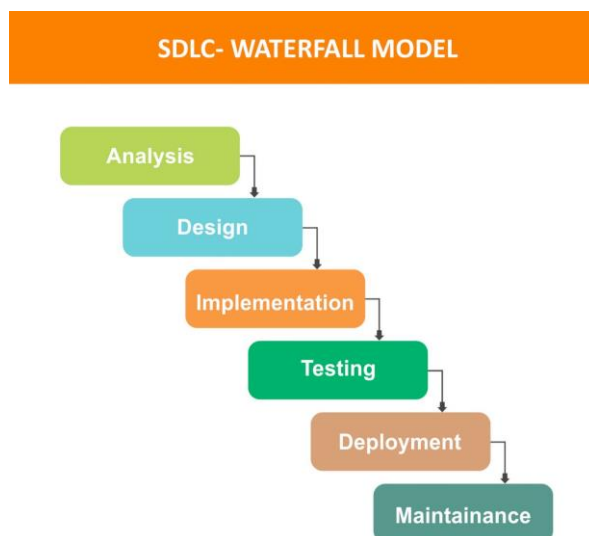 SDLC- WATERFALL MODEL
Analysis
Design
Implementation
Testing
Deployment
Maintainance